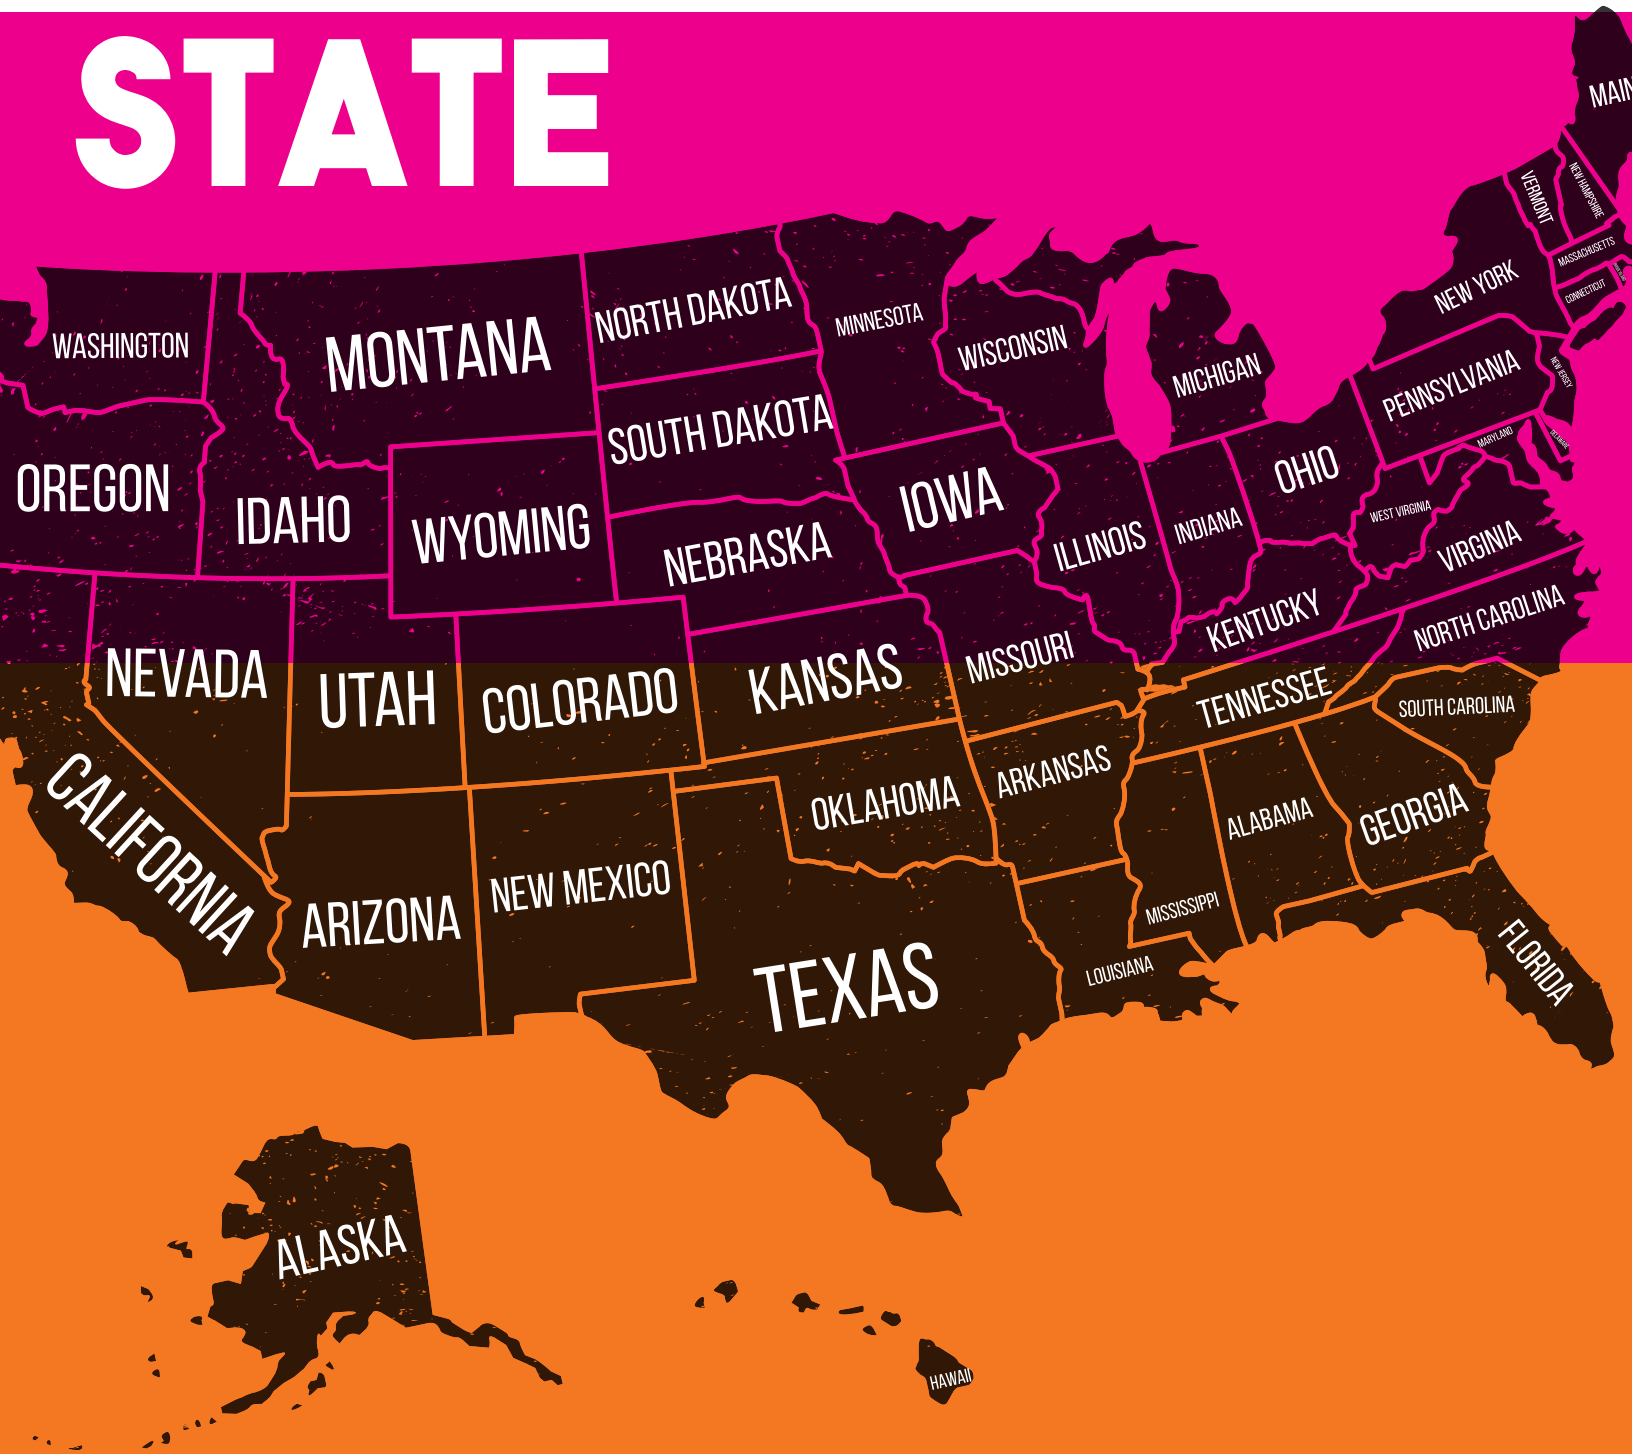 STATE
MAIN
VERMONT
NEW HAMPSHIRE
MASSACHUSETTS
CONNECTICUT
NEW YORK
NORTH DAKOTA
MINNESOTA
WASHINGTON
MONTANA
WISCONSIN
MICHIGAN
PENNSYLVANIA
NEW JERSEY
SOUTH DAKOTA
MARYLAND
DELAWARE
OREGON
IDAHO
WYOMING
IOWA
OHIO
NEBRASKA
ILLINOIS
INDIANA
WEST VIRGINIA
VIRGINIA
KENTUCKY
NORTH CAROLINA
NEVADA
UTAH
COLORADO
KANSAS
MISSOURI
TENNESSEE
SOUTH CAROLINA
CALIFORNIA
OKLAHOMA
ARKANSAS
ALABAMA
GEORGIA
ARIZONA
NEW MEXICO
MISSISSIPPI
TEXAS
LOUISIANA
FLORIDA
ALASKA
HAWAII